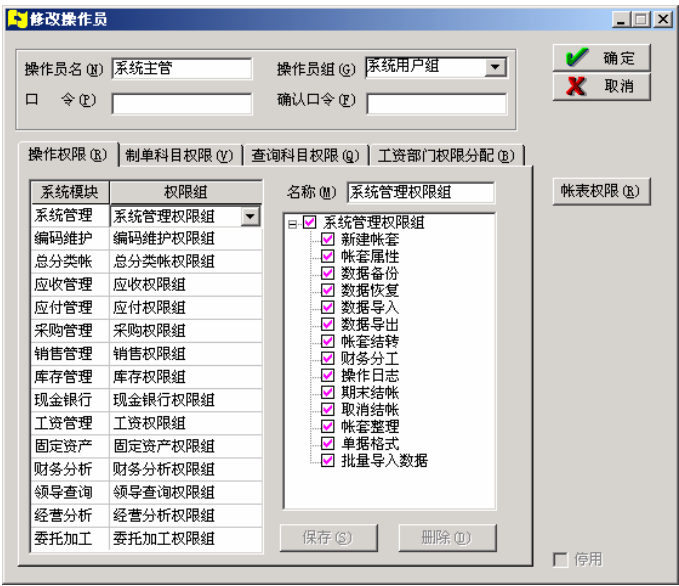 修改操作员
操作员名(N) 系统主管 操作员组(G) 系统用户组
口 令(P) 确认口令(F)
确定
取消
操作权限(R) 制单科目权限(V) 查询科目权限(Q) 工资部门权限分配(B)
帐表权限(R)
系统模块 权限组
系统管理 系统管理权限组
编码维护 编码维护权限组
总分类帐 总分类帐权限组
应收管理 应收权限组
应付管理 应付权限组
采购管理 采购权限组
销售管理 销售权限组
库存管理 库存权限组
现金银行 现金银行权限组
工资管理 工资权限组
固定资产 固定资产权限组
财务分析 财务分析权限组
领导查询 领导查询权限组
经营分析 经营分析权限组
委托加工 委托加工权限组
名称(M) 系统管理权限组
系统管理权限组
新建帐套
帐套属性
数据备份
数据恢复
数据导入
数据导出
帐套结转
财务分工
操作日志
期末结帐
取消结帐
帐套整理
单据格式
批量导入数据
保存(S) 删除(D)
停用